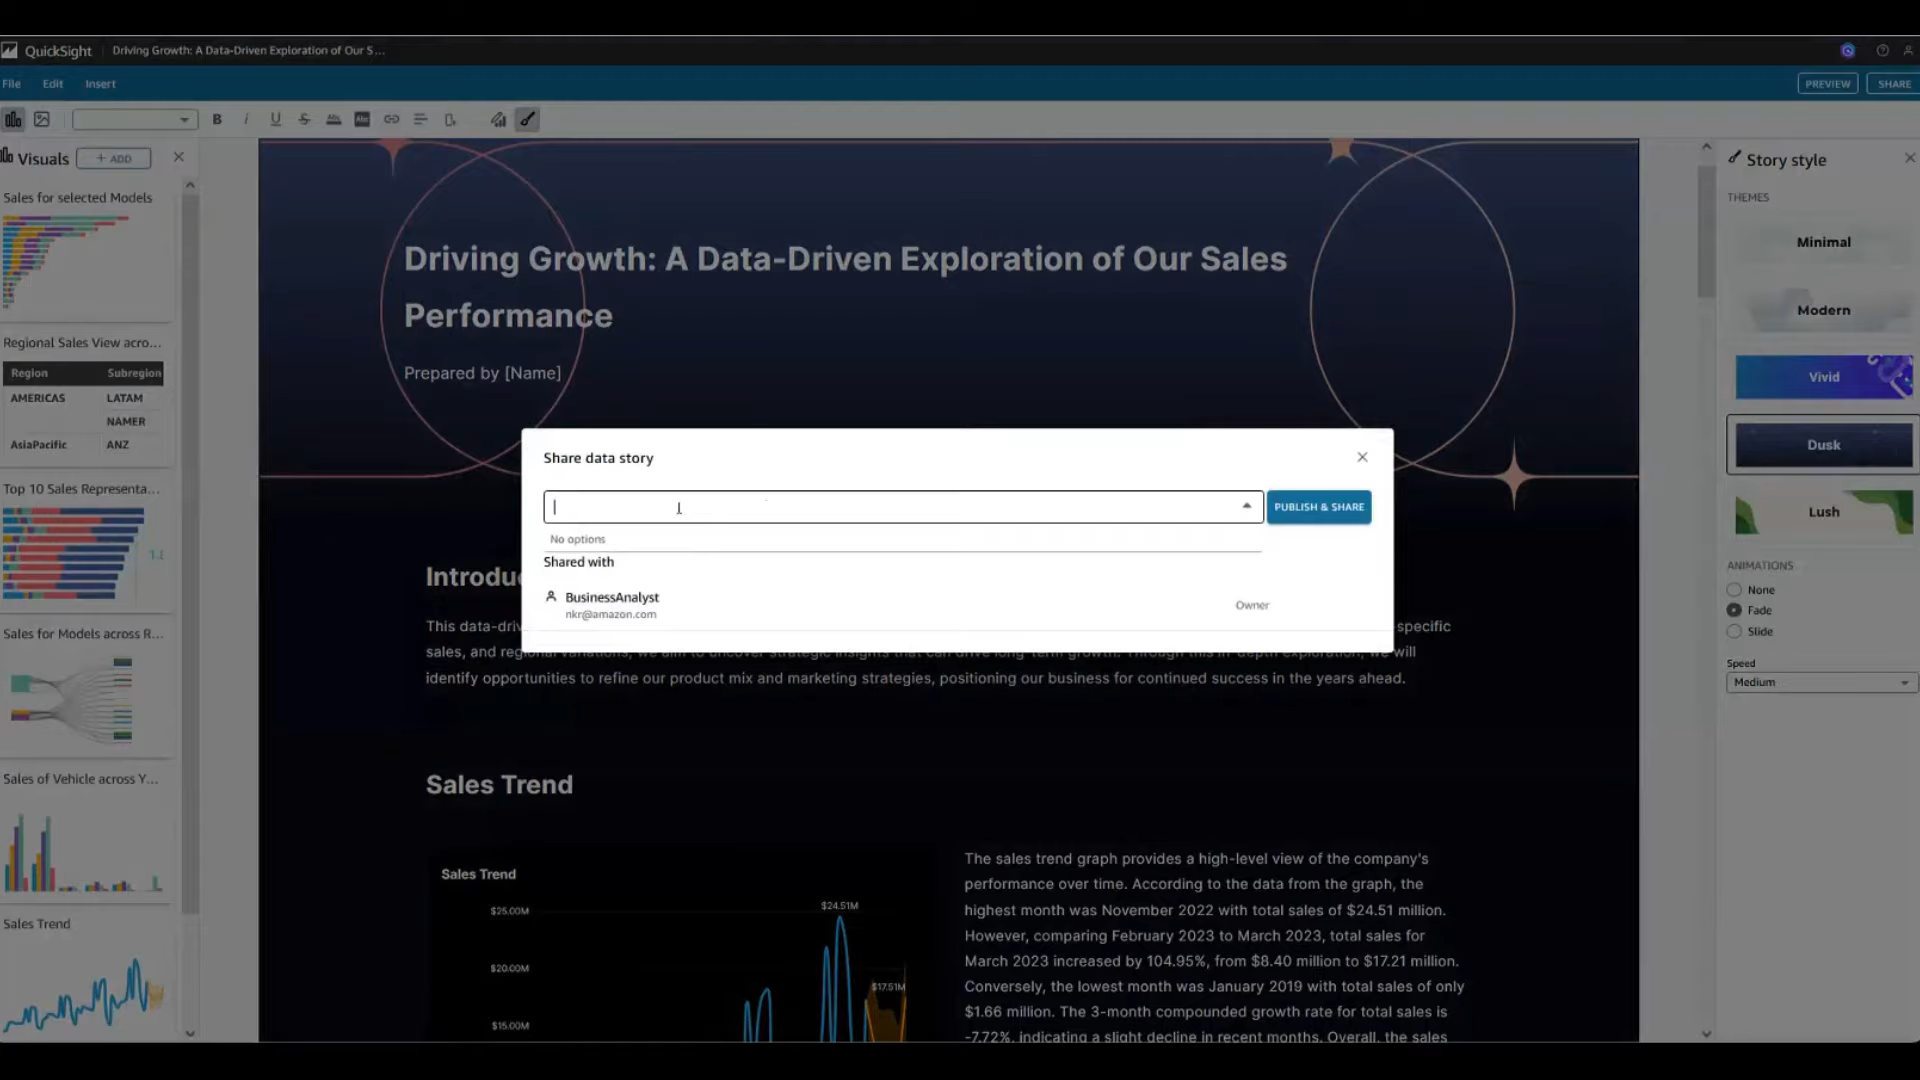 QuickSight
Driving Growth: A Data-Driven Exploration of Our S...
File
Edit
Insert
PREVIEW
SHARE
B
i
U
S
Visuals
+ ADD
Sales for selected Models
Regional Sales View acro...
Region Subregion
AMERICAS LATAM
NAMER
AsiaPacific ANZ
Top 10 Sales Representa...
Sales for Models across R...
Sales of Vehicle across Y...
Sales Trend
Driving Growth: A Data-Driven Exploration of Our Sales
Performance
Prepared by [Name]
Share data story
PUBLISH & SHARE
No options
Shared with
BusinessAnalyst
nkr@amazon.com
Owner
Introdu
This data-driv
specific
sales, and reg
will
identify opportunities to refine our product mix and marketing strategies, positioning our business for continued success in the years ahead.
Sales Trend
Sales Trend
$25.00M
$20.00M
$15.00M
$24.51M
$17.51M
The sales trend graph provides a high-level view of the company's
performance over time. According to the data from the graph, the
highest month was November 2022 with total sales of $24.51 million.
However, comparing February 2023 to March 2023, total sales for
March 2023 increased by 104.95%, from $8.40 million to $17.21 million.
Conversely, the lowest month was January 2019 with total sales of only
$1.66 million. The 3-month compounded growth rate for total sales is
-7.72%, indicating a slight decline in recent months. Overall, the sales
Story style
THEMES
Minimal
Modern
Vivid
Dusk
Lush
ANIMATIONS
None
Fade
Slide
Speed
Medium